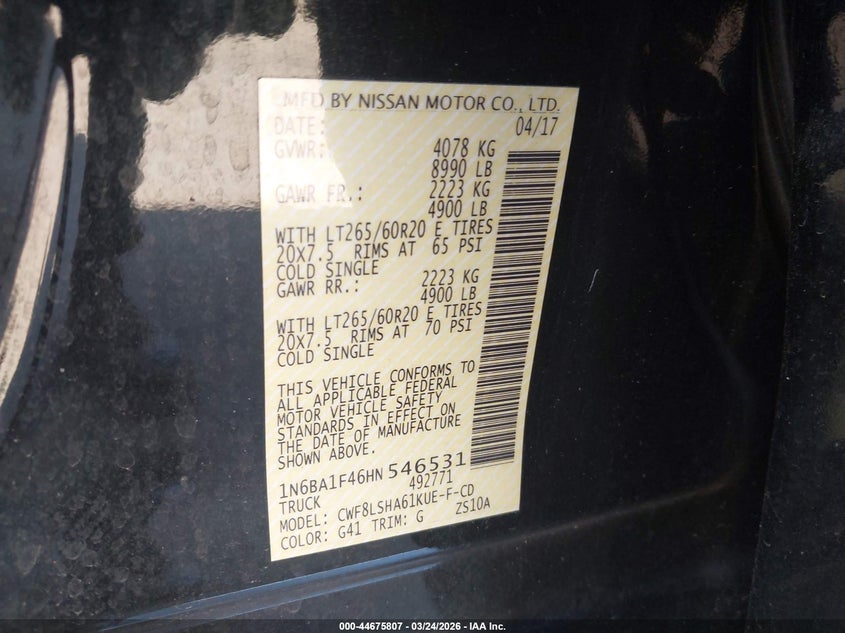 MFD BY NISSAN MOTOR CO., LTD.
DATE: 04/17
GVWR: 4078 KG
8990 LB
GAWR FR.: 2223 KG
4900 LB
WITH LT265/60R20 E TIRES
20X7.5 RIMS AT 65 PSI
COLD SINGLE
GAWR RR.: 2223 KG
4900 LB
WITH LT265/60R20 E TIRES
20X7.5 RIMS AT 70 PSI
COLD SINGLE
THIS VEHICLE CONFORMS TO
ALL APPLICABLE FEDERAL
MOTOR VEHICLE SAFETY
STANDARDS IN EFFECT ON
THE DATE OF MANUFACTURE
SHOWN ABOVE.
1N6BA1F46HN546531
TRUCK 492771
MODEL: CWF8LSHA61KUE-F-CD
COLOR: G41 TRIM: G ZS10A
000-44675807 - 03/24/2026 - IAA Inc.